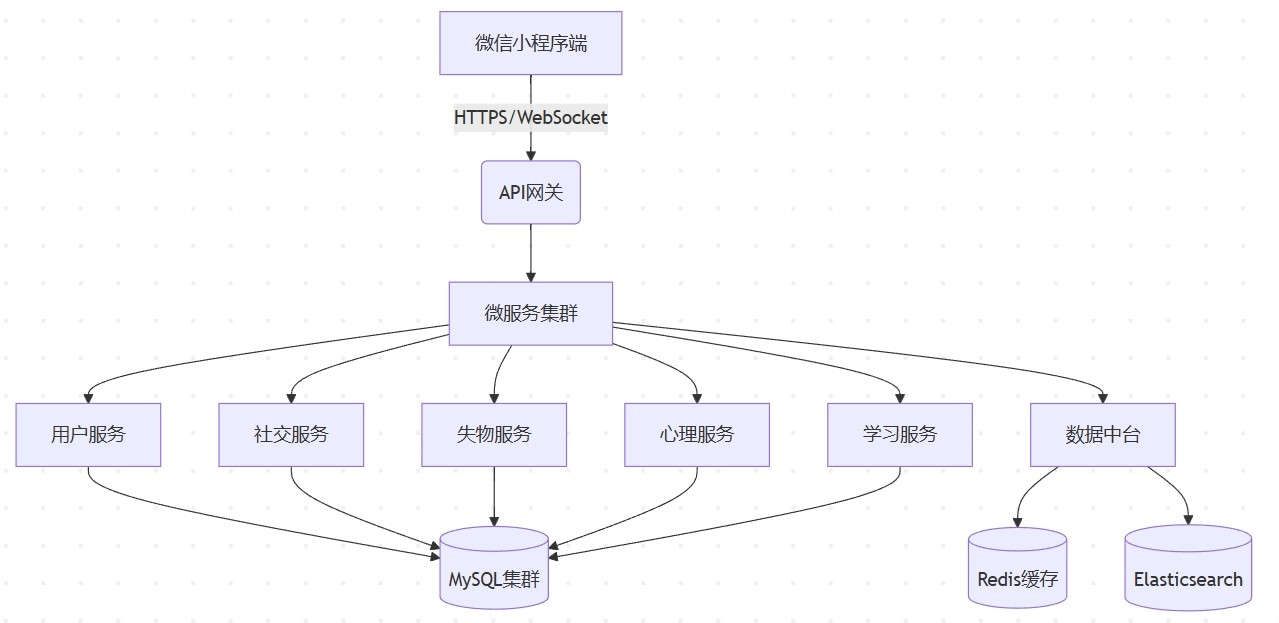 微信小程序端
HTTPS/WebSocket
API网关
微服务集群
用户服务
社交服务
失物服务
心理服务
学习服务
数据中台
MySQL集群
Redis缓存
Elasticsearch